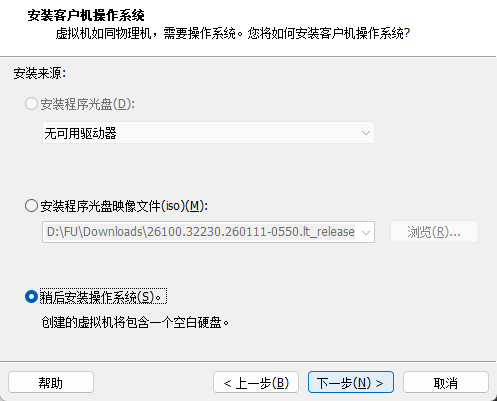 安装客户机操作系统
虚拟机如同物理机，需要操作系统。您将如何安装客户机操作系统?
安装来源:
安装程序光盘(D):
无可用驱动器
安装程序光盘映像文件(iso)(M):
D:\FU\Downloads\26100.32230.260111-0550.lt_release
浏览(R)...
稍后安装操作系统(S)。
创建的虚拟机将包含一个空白硬盘。
帮助
< 上一步(B)
下一步(N) >
取消